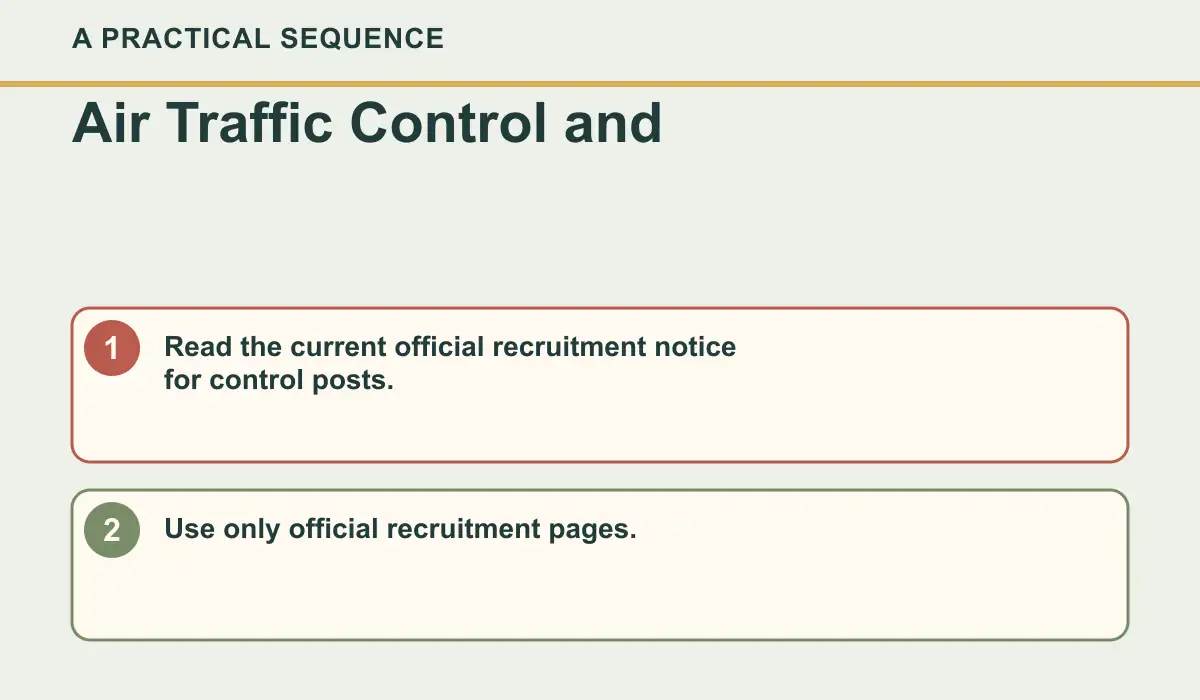 A PRACTICAL SEQUENCE
Air Traffic Control and
1
Read the current official recruitment notice
for control posts.
2
Use only official recruitment pages.